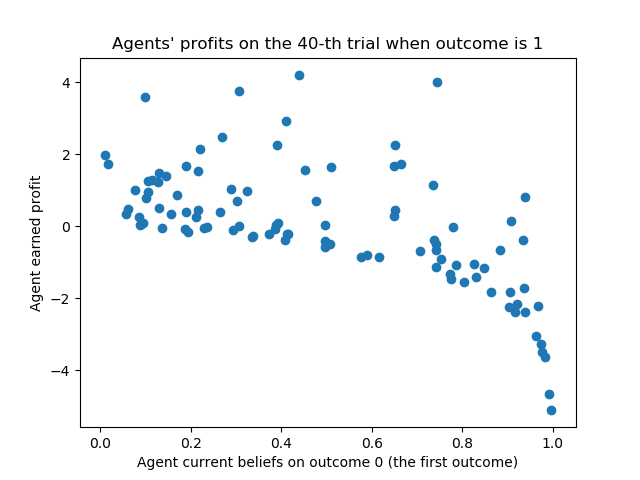 Agents' profits on the 40-th trial when outcome is 1
Agent earned profit
4
2
0
−2
−4
0.0 0.2 0.4 0.6 0.8 1.0
Agent current beliefs on outcome 0 (the first outcome)